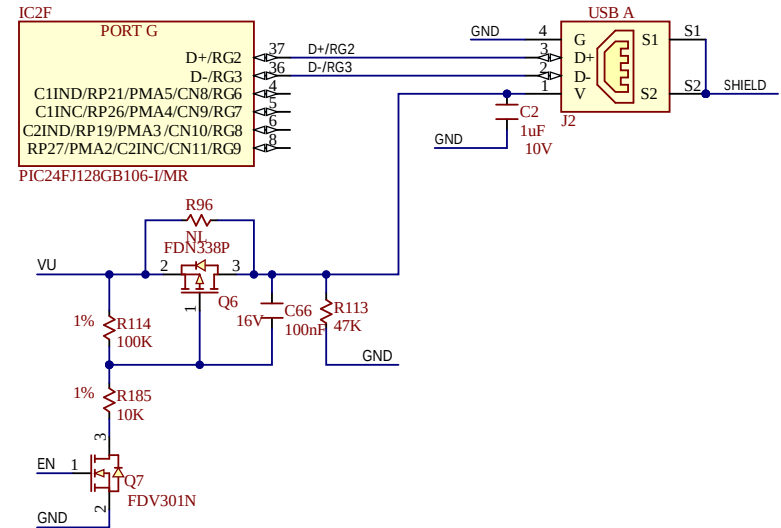 IC2F
PORT G
D+/RG2
37
D-/RG3
36
C1IND/RP21/PMA5/CN8/RG6
4
C1INC/RP26/PMA4/CN9/RG7
5
C2IND/RP19/PMA3/CN10/RG8
6
RP27/PMA2/C2INC/CN11/RG9
8
PIC24FJ128GB106-I/MR
D+/RG2
D-/RG3
USB A
GND
4
G
3
D+
2
D-
1
V
S1
S1
S2
S2
SHIELD
J2
C2
1uF
10V
GND
R96
NL
FDN338P
VU
2
3
1
Q6
16V
C66
100nF
R113
47K
GND
1%
R114
100K
1%
R185
10K
3
EN
1
Q7
FDV301N
2
GND